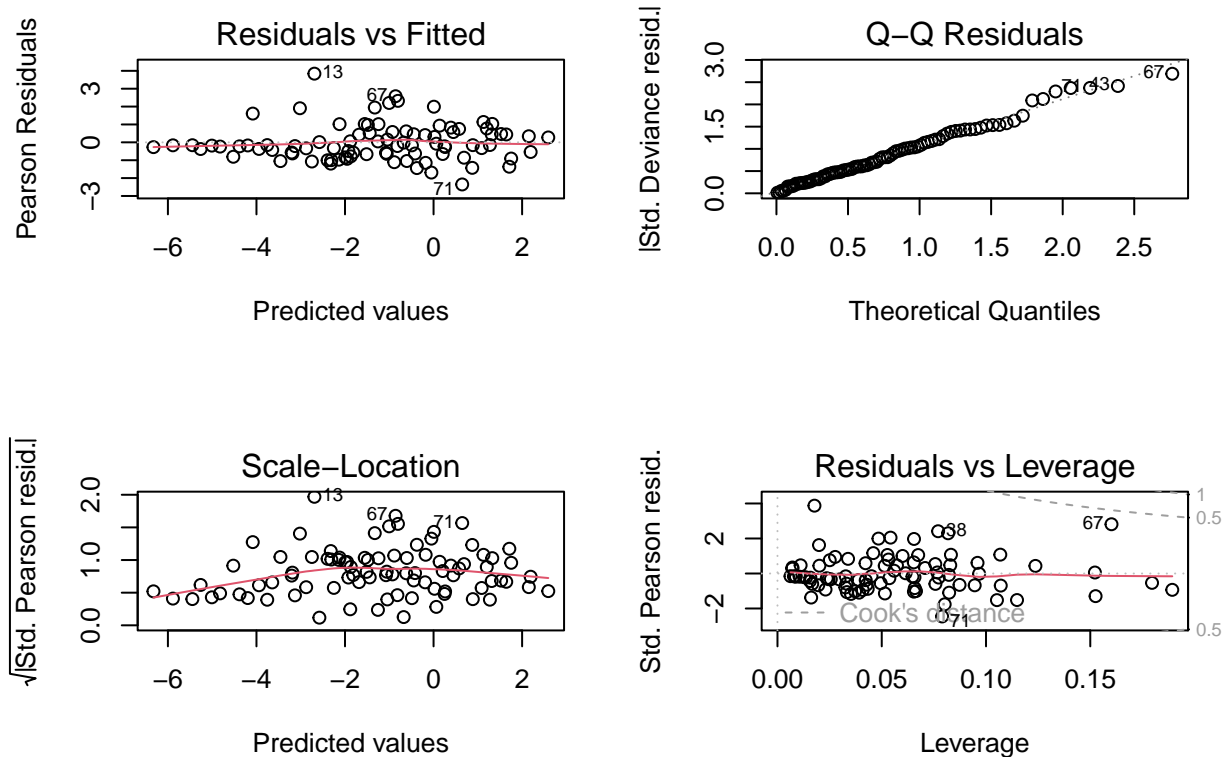 Residuals vs Fitted
Pearson Residuals
3
0
−3
13
67
71
−6 −4 −2 0 2
Predicted values
Q−Q Residuals
|Std. Deviance resid.|
3.0
1.5
0.0
71 43 67
0.0 0.5 1.0 1.5 2.0 2.5
Theoretical Quantiles
Scale−Location
√|Std. Pearson resid.|
2.0
1.0
0.0
13
67 71
−6 −4 −2 0 2
Predicted values
Residuals vs Leverage
Std. Pearson resid.
2
−2
1
0.5
0.5
67
38
71
Cook's distance
0.00 0.05 0.10 0.15
Leverage